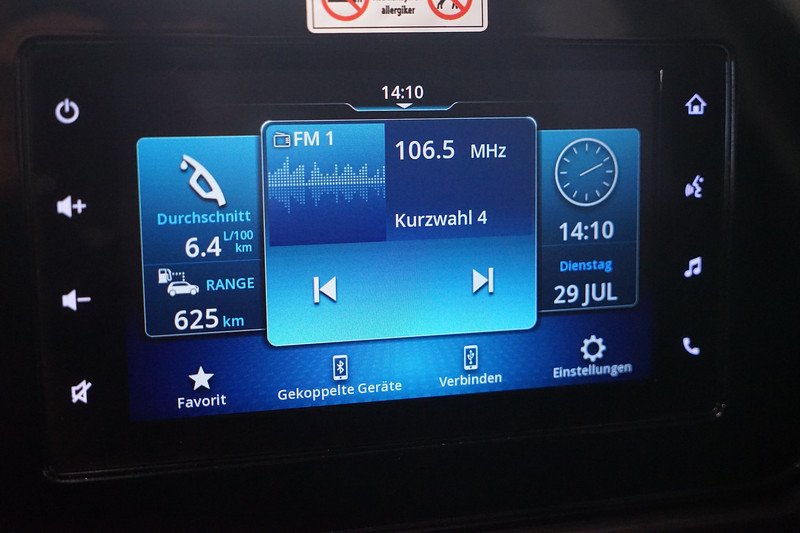 allergiker
14:10
FM 1
106.5 MHz
Kurzwahl 4
Durchschnitt
6.4 L/100
km
RANGE
625 km
14:10
Dienstag
29 JUL
Favorit
Gekoppelte Geräte
Verbinden
Einstellungen